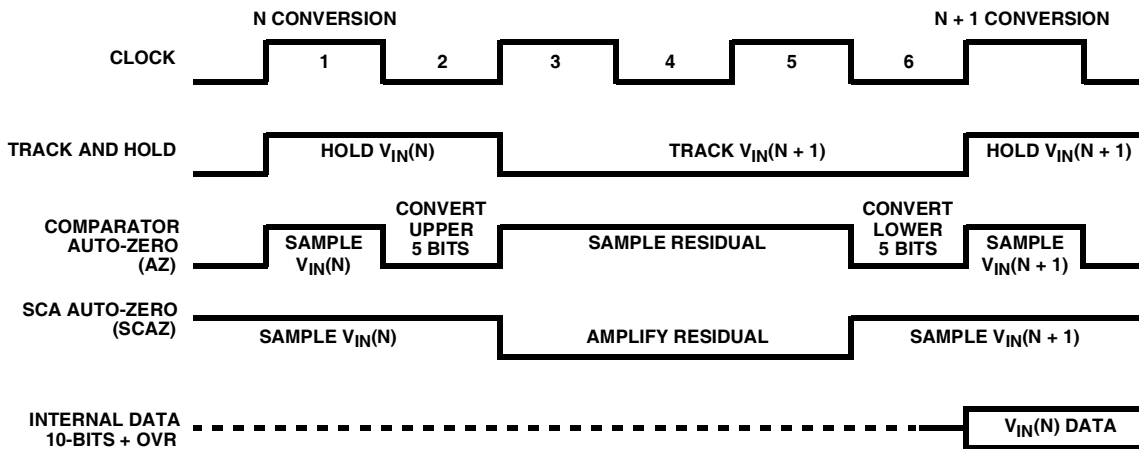 N CONVERSION
N + 1 CONVERSION
CLOCK
1 2 3 4 5 6
TRACK AND HOLD
HOLD VIN(N)
TRACK VIN(N + 1)
HOLD VIN(N + 1)
COMPARATOR
AUTO-ZERO
(AZ)
SAMPLE
VIN(N)
CONVERT
UPPER
5 BITS
SAMPLE RESIDUAL
CONVERT
LOWER
5 BITS
SAMPLE
VIN(N + 1)
SCA AUTO-ZERO
(SCAZ)
SAMPLE VIN(N)
AMPLIFY RESIDUAL
SAMPLE VIN(N + 1)
INTERNAL DATA
10-BITS + OVR
VIN(N) DATA